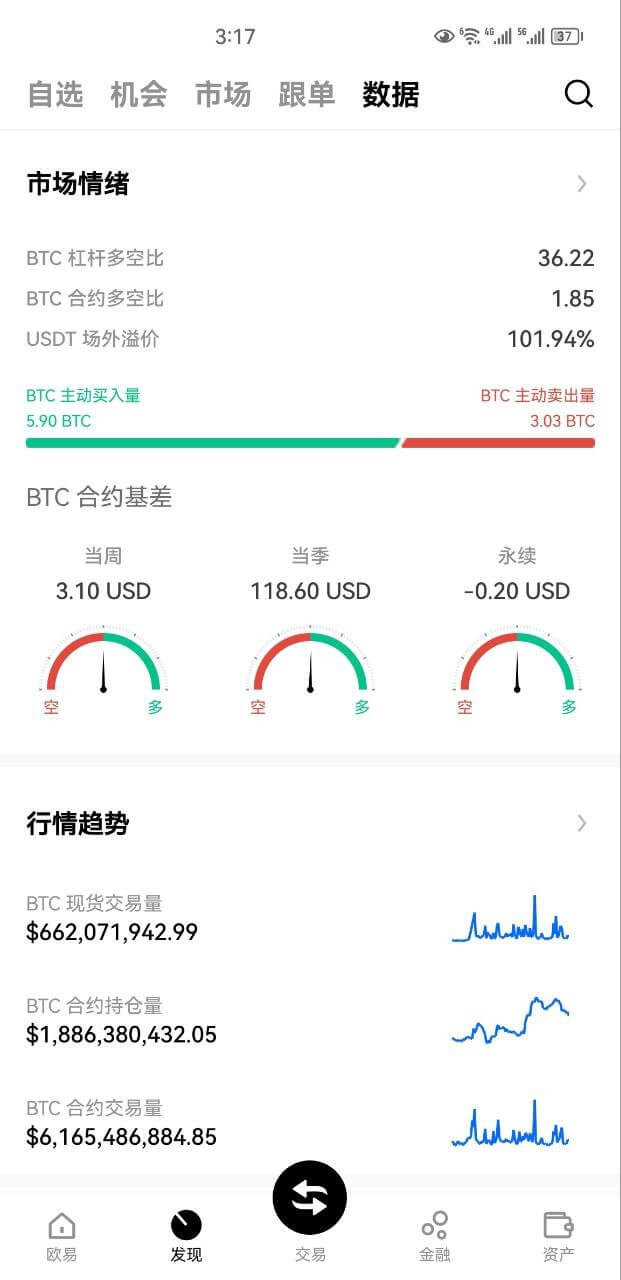 3:17
6 4G 5G 37
自选 机会 市场 跟单 数据
市场情绪
BTC 杠杆多空比 36.22
BTC 合约多空比 1.85
USDT 场外溢价 101.94%
BTC 主动买入量 BTC 主动卖出量
5.90 BTC 3.03 BTC
BTC 合约基差
当周 当季 永续
3.10 USD 118.60 USD -0.20 USD
空 多 空 多 空 多
行情趋势
BTC 现货交易量
$662,071,942.99
BTC 合约持仓量
$1,886,380,432.05
BTC 合约交易量
$6,165,486,884.85
欧易 发现 交易 金融 资产